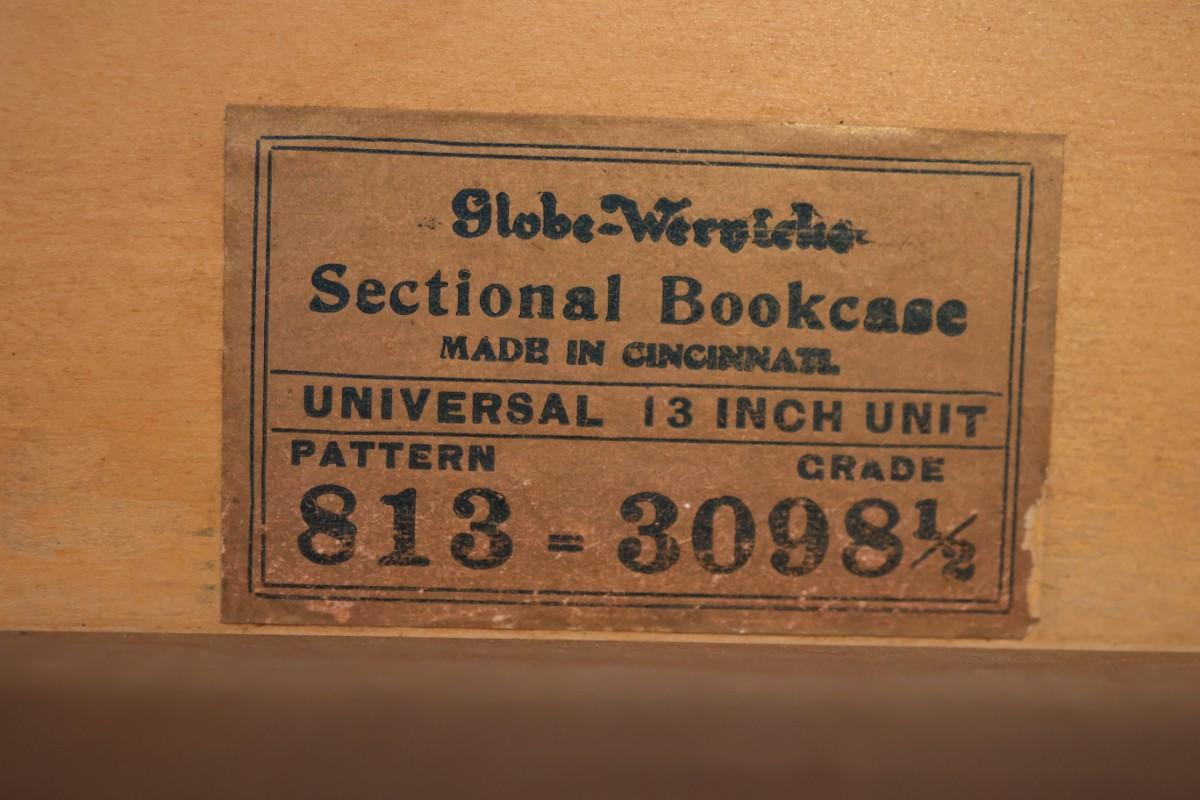 Globe-Wernicke
Sectional Bookcase
MADE IN CINCINNATI.
UNIVERSAL 13 INCH UNIT
PATTERN GRADE
813 = 3098½